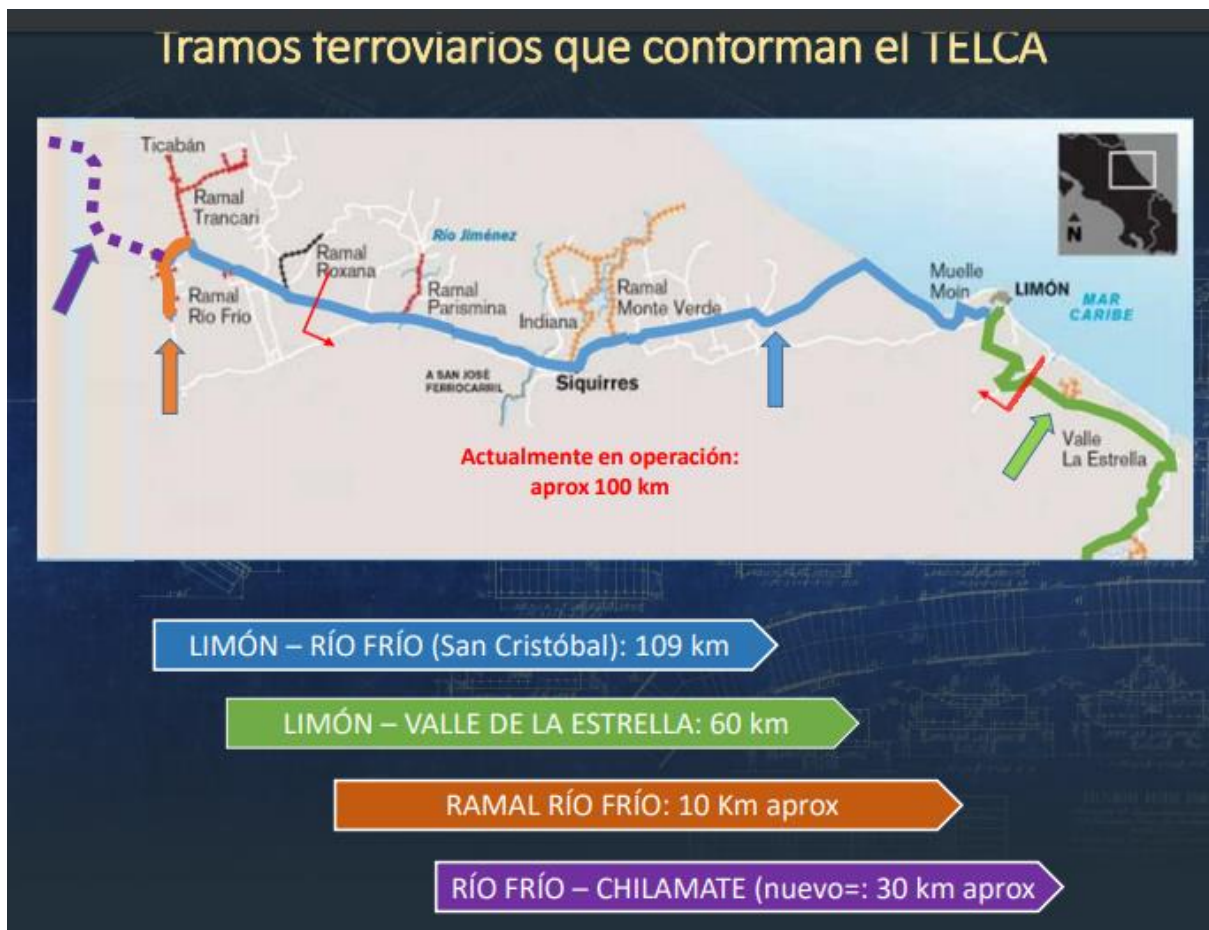 Tramos ferroviarios que conforman el TELCA
Ticabán
Ramal
Trancari
Ramal
Roxana
Río Jiménez
Ramal
Río Frío
Ramal
Parismina
Indiana
Ramal
Monte Verde
Muelle
Moin
LIMÓN
MAR
CARIBE
N
A SAN JOSÉ
FERROCARRIL
Siquirres
Valle
La Estrella
Actualmente en operación:
aprox 100 km
LIMÓN – RÍO FRÍO (San Cristóbal): 109 km
LIMÓN – VALLE DE LA ESTRELLA: 60 km
RAMAL RÍO FRÍO: 10 Km aprox
RÍO FRÍO – CHILAMATE (nuevo=: 30 km aprox